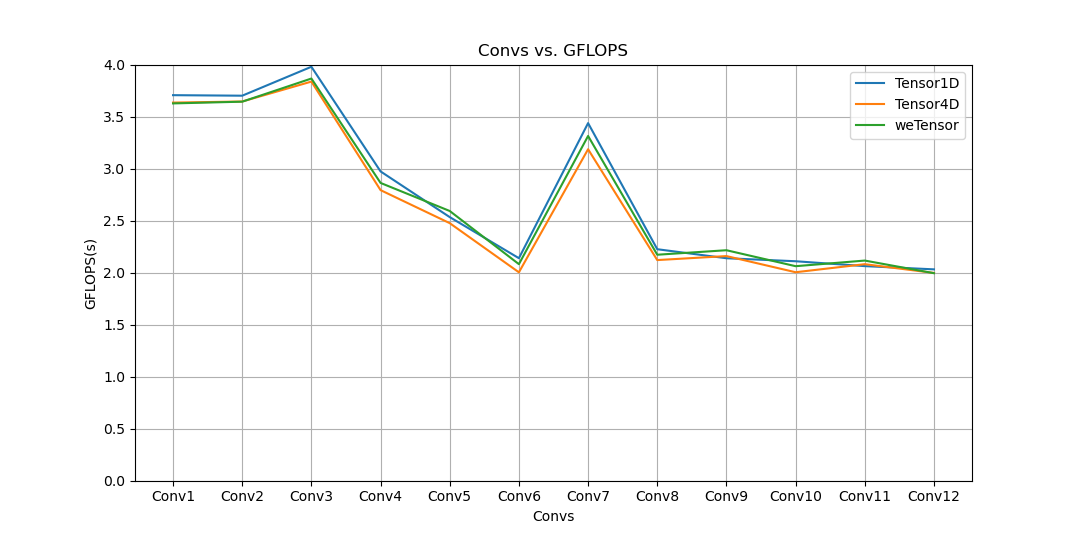 Convs vs. GFLOPS
Tensor1D
Tensor4D
weTensor
GFLOPS(s)
4.0
3.5
3.0
2.5
2.0
1.5
1.0
0.5
0.0
Conv1 Conv2 Conv3 Conv4 Conv5 Conv6 Conv7 Conv8 Conv9 Conv10 Conv11 Conv12
Convs